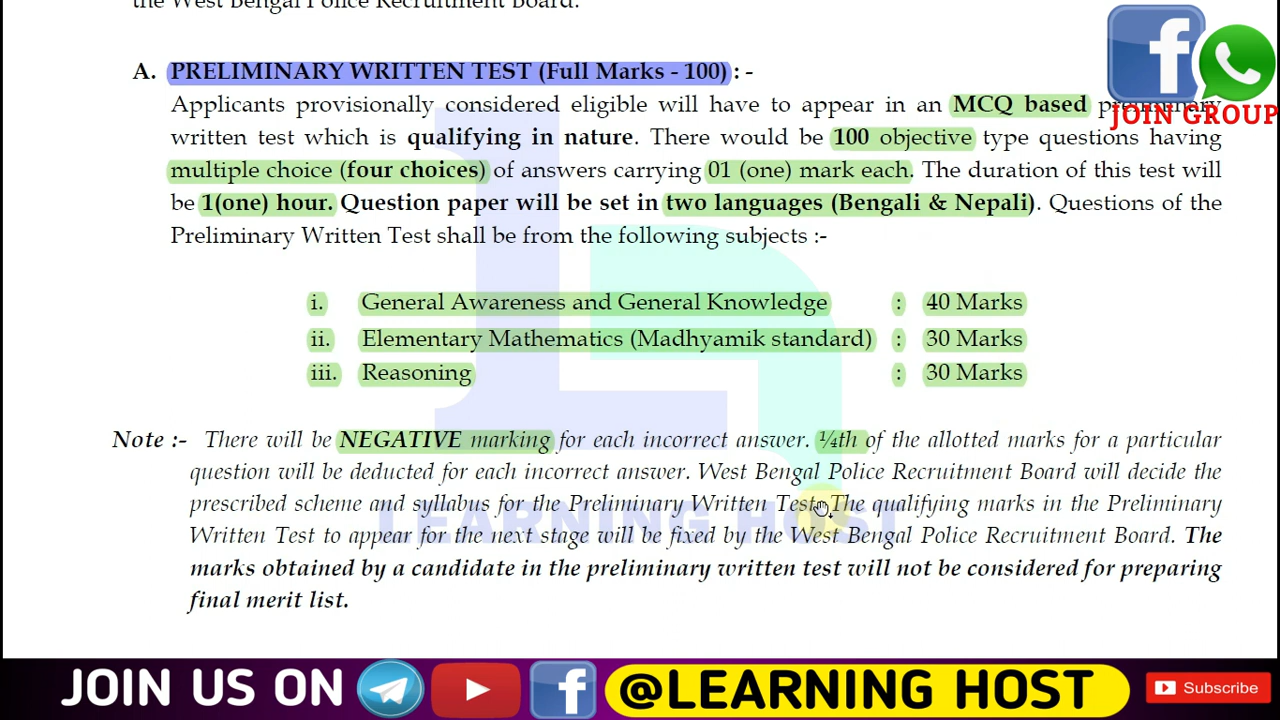 the West Bengal Police Recruitment Board.
A. PRELIMINARY WRITTEN TEST (Full Marks - 100) : -
Applicants provisionally considered eligible will have to appear in an MCQ based preliminary
written test which is qualifying in nature. There would be 100 objective type questions having
multiple choice (four choices) of answers carrying 01 (one) mark each. The duration of this test will
be 1(one) hour. Question paper will be set in two languages (Bengali & Nepali). Questions of the
Preliminary Written Test shall be from the following subjects :-
i. General Awareness and General Knowledge : 40 Marks
ii. Elementary Mathematics (Madhyamik standard) : 30 Marks
iii. Reasoning : 30 Marks
Note :- There will be NEGATIVE marking for each incorrect answer. ¼th of the allotted marks for a particular
question will be deducted for each incorrect answer. West Bengal Police Recruitment Board will decide the
prescribed scheme and syllabus for the Preliminary Written Test. The qualifying marks in the Preliminary
Written Test to appear for the next stage will be fixed by the West Bengal Police Recruitment Board. The
marks obtained by a candidate in the preliminary written test will not be considered for preparing
final merit list.
JOIN GROUP
LEARNING HOST
JOIN US ON
@LEARNING HOST
Subscribe